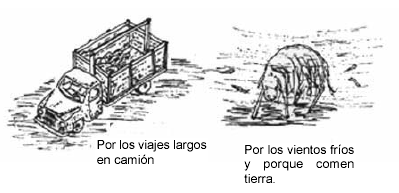 Por los viajes largos
en camión
Por los vientos fríos
y porque comen
tierra.